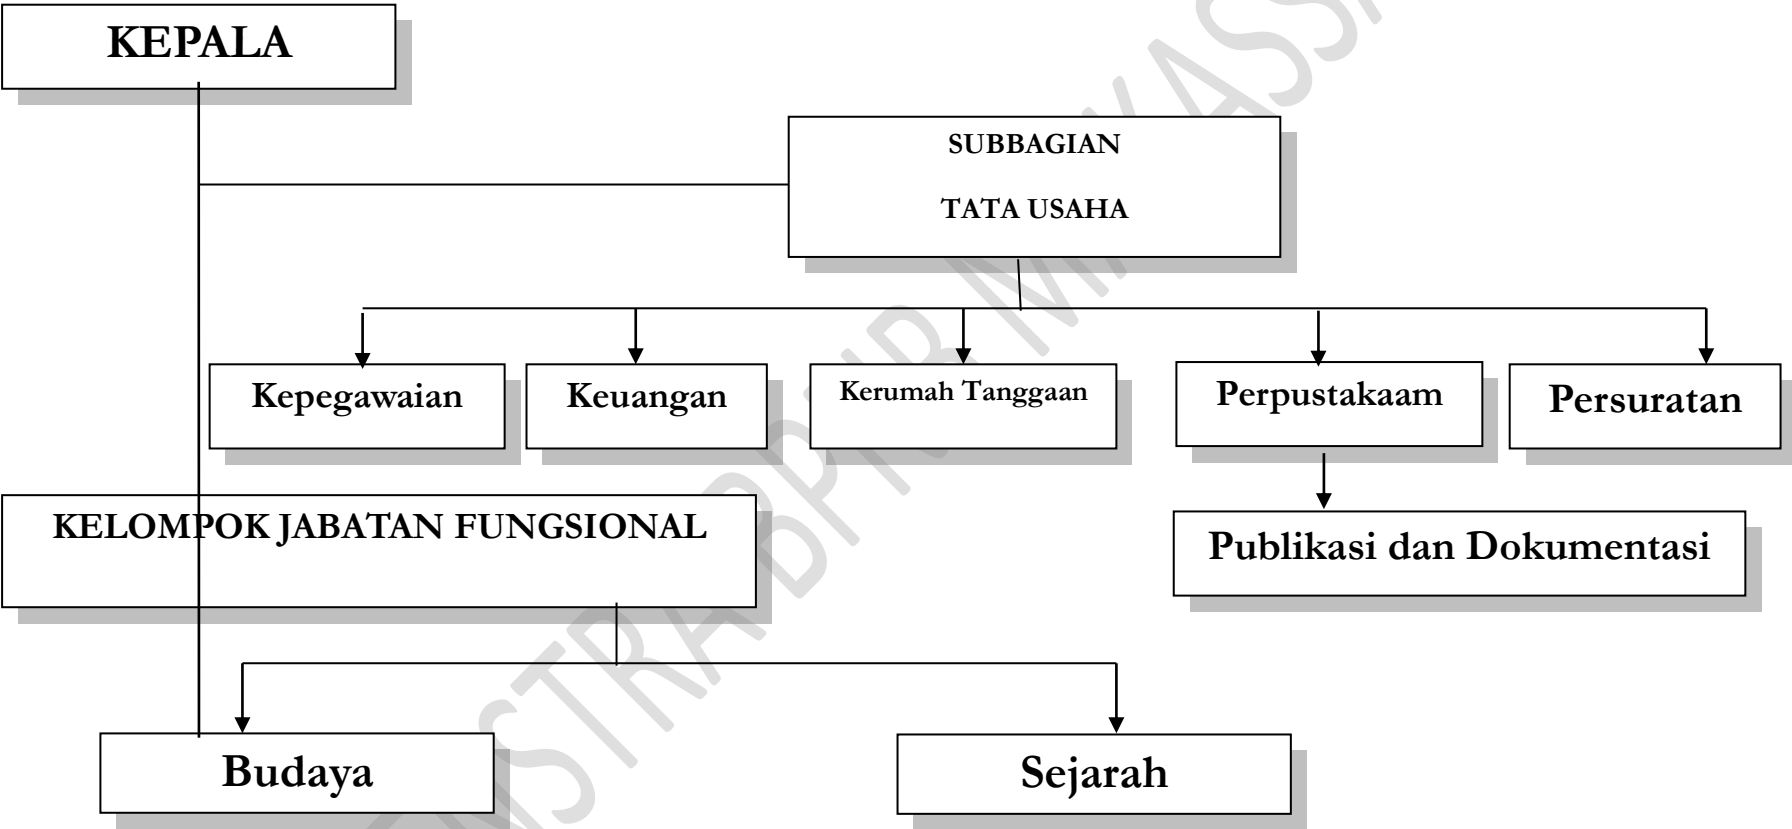 KEPALA
SUBBAGIAN
TATA USAHA
Kepegawaian
Keuangan
Kerumah Tanggaan
Perpustakaam
Persuratan
KELOMPOK JABATAN FUNGSIONAL
Publikasi dan Dokumentasi
Budaya
Sejarah